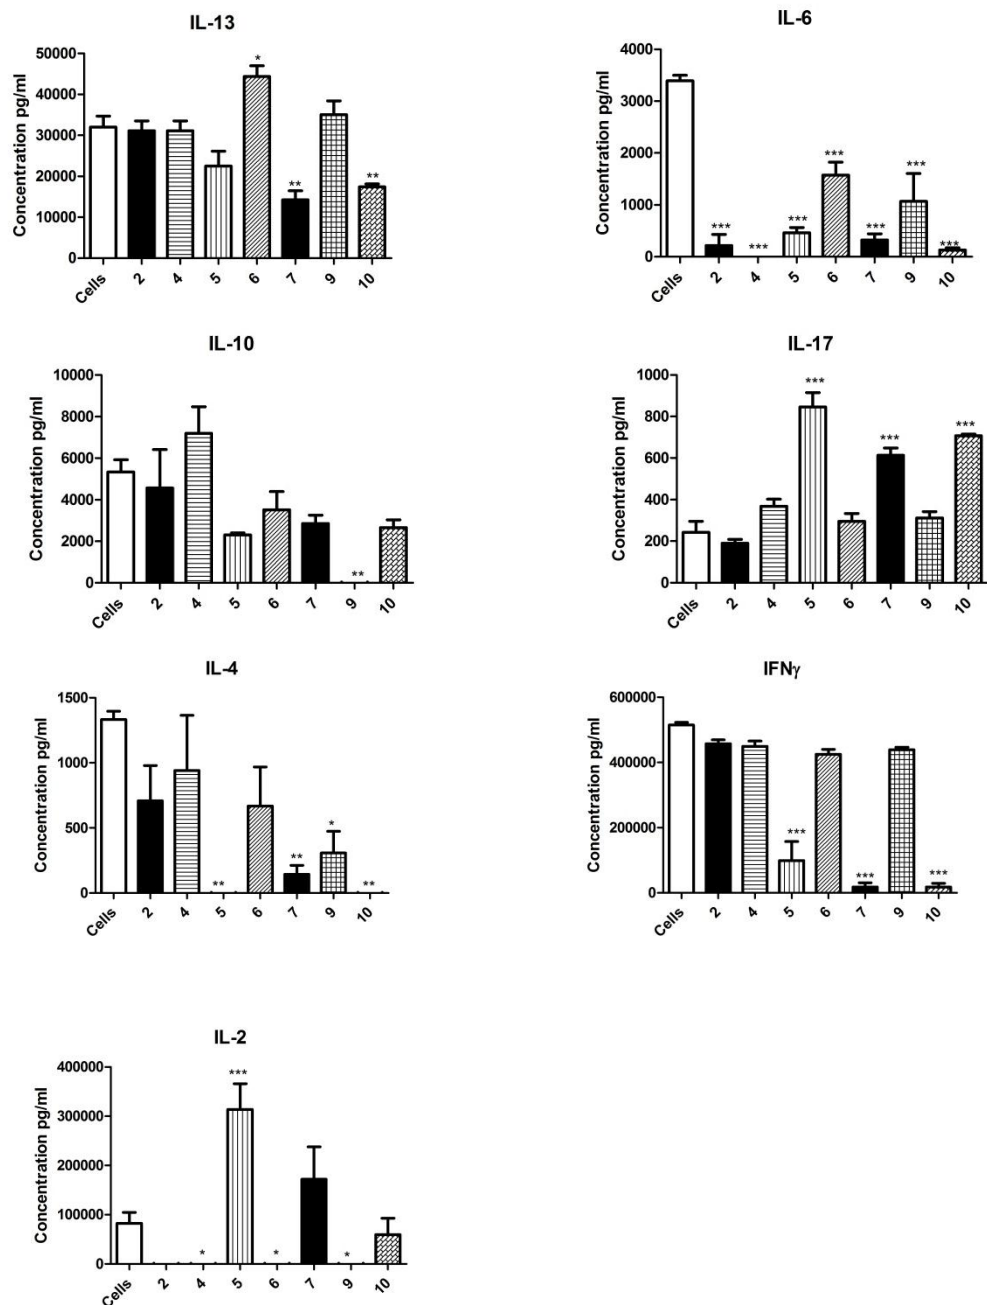 IL-13
Concentration pg/ml
50000
40000
30000
20000
10000
0
*
**
**
Cells 2 4 5 6 7 9 10
IL-6
Concentration pg/ml
4000
3000
2000
1000
0
***
***
***
***
***
***
***
Cells 2 4 5 6 7 9 10
IL-10
Concentration pg/ml
10000
8000
6000
4000
2000
0
**
Cells 2 4 5 6 7 9 10
IL-17
Concentration pg/ml
1000
800
600
400
200
0
***
***
***
Cells 2 4 5 6 7 9 10
IL-4
Concentration pg/ml
1500
1000
500
0
**
**
*
**
Cells 2 4 5 6 7 9 10
IFNγ
Concentration pg/ml
600000
400000
200000
0
***
***
***
Cells 2 4 5 6 7 9 10
IL-2
Concentration pg/ml
400000
300000
200000
100000
0
*
***
*
*
Cells 2 4 5 6 7 9 10